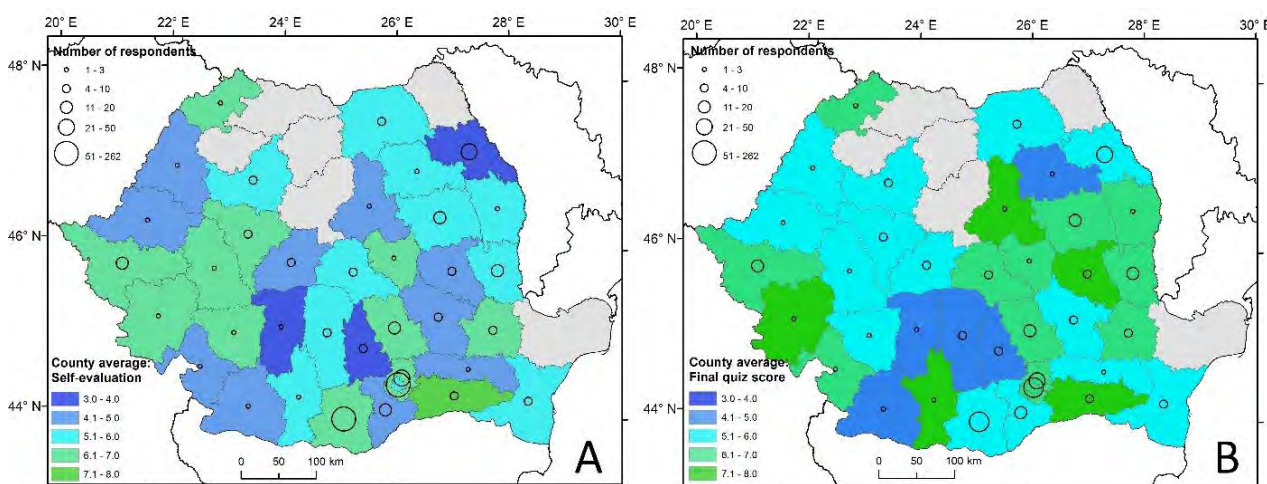 20° E 22° E 24° E 26° E 28° E 30° E
Number of respondents
48° N
1 - 3
4 - 10
11 - 20
21 - 50
51 - 262
46° N
County average:
Self-evaluation
3.0 - 4.0
44° N
4.1 - 5.0
5.1 - 6.0
6.1 - 7.0
7.1 - 8.0
0 50 100 km
A
20° E 22° E 24° E 26° E 28° E 30° E
Number of respondents
48° N
1 - 3
4 - 10
11 - 20
21 - 50
51 - 262
46° N
County average:
Final quiz score
3.0 - 4.0
44° N
4.1 - 5.0
5.1 - 6.0
6.1 - 7.0
7.1 - 8.0
0 50 100 km
B